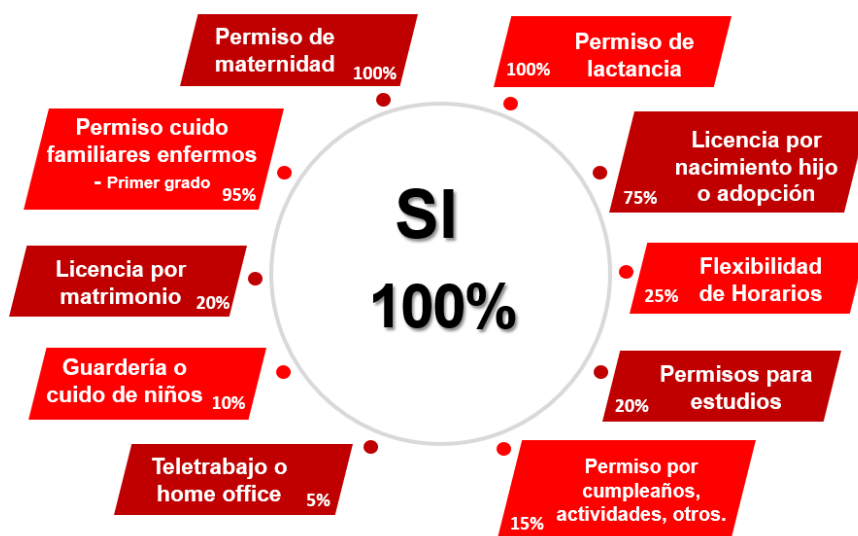 Permiso de
maternidad
100%
Permiso de
lactancia
100%
Permiso cuido
familiares enfermos
- Primer grado
95%
Licencia por
nacimiento hijo
o adopción
75%
SI
100%
Licencia por
matrimonio
20%
Flexibilidad
de Horarios
25%
Guardería o
cuido de niños
10%
Permisos para
estudios
20%
Teletrabajo o
home office
5%
Permiso por
cumpleaños,
actividades, otros.
15%